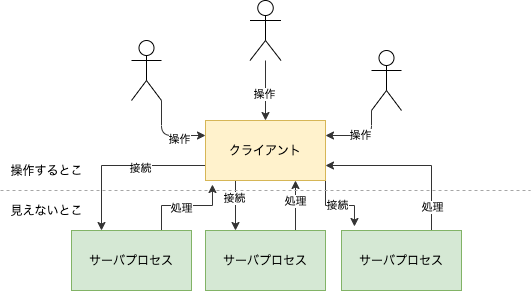 操作
操作
操作
クライアント
操作するとこ
接続
見えないとこ
処理
接続
処理
接続
処理
サーバプロセス
サーバプロセス
サーバプロセス